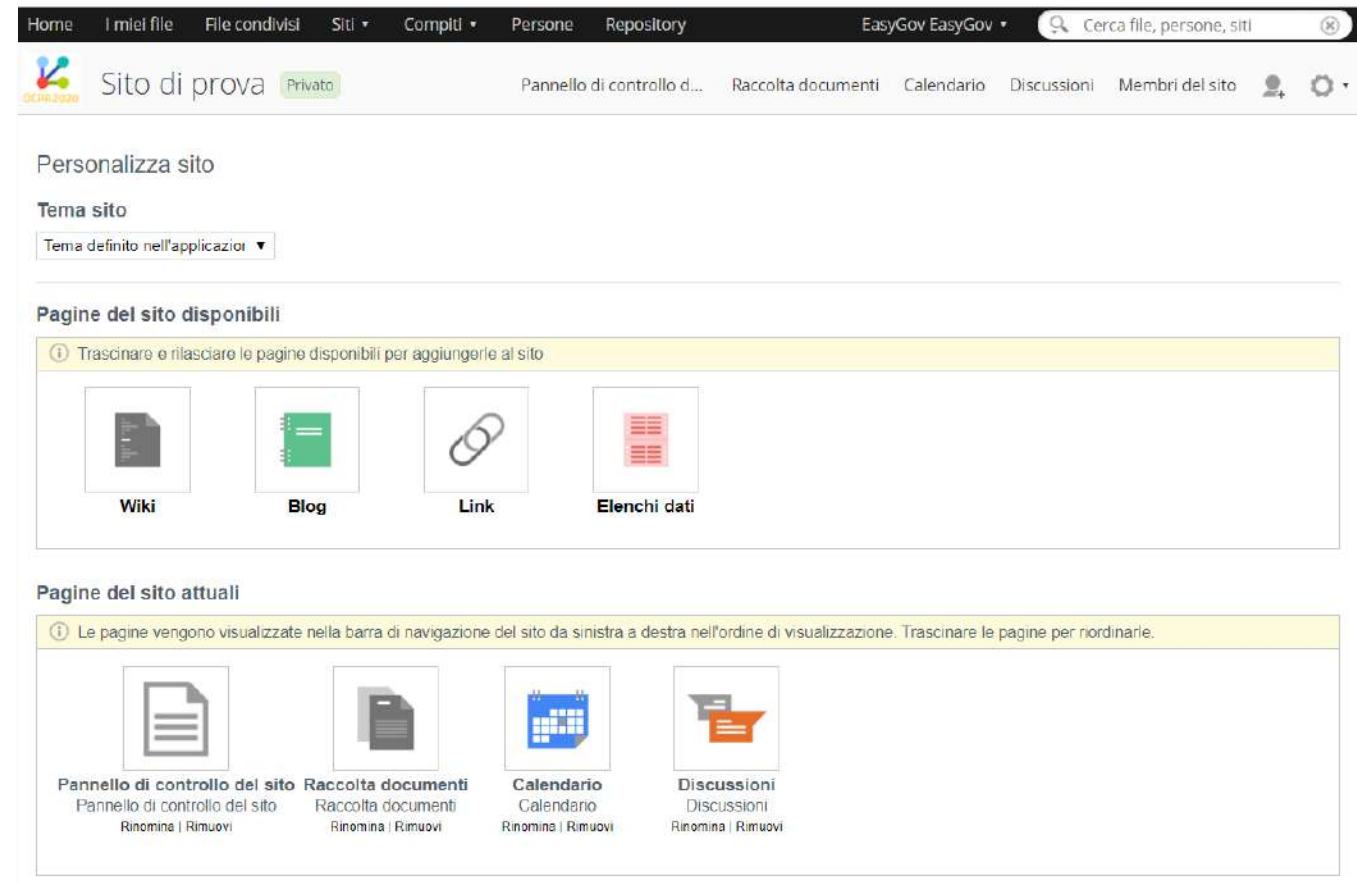 Home I miei file File condivisi Siti Compiti Persone Repository EasyGov EasyGov Cerca file, persone, siti
OCPA2020 Sito di prova Privato Pannello di controllo d... Raccolta documenti Calendario Discussioni Membri del sito
Personalizza sito
Tema sito
Tema definito nell'applicazior
Pagine del sito disponibili
Trascinare e rilasciare le pagine disponibili per aggiungerle al sito
Wiki Blog Link Elenchi dati
Pagine del sito attuali
Le pagine vengono visualizzate nella barra di navigazione del sito da sinistra a destra nell'ordine di visualizzazione. Trascinare le pagine per riordinarle.
Pannello di controllo del sito Raccolta documenti Calendario Discussioni
Pannello di controllo del sito Raccolta documenti Calendario Discussioni
Rinomina | Rimuovi Rinomina | Rimuovi Rinomina | Rimuovi Rinomina | Rimuovi